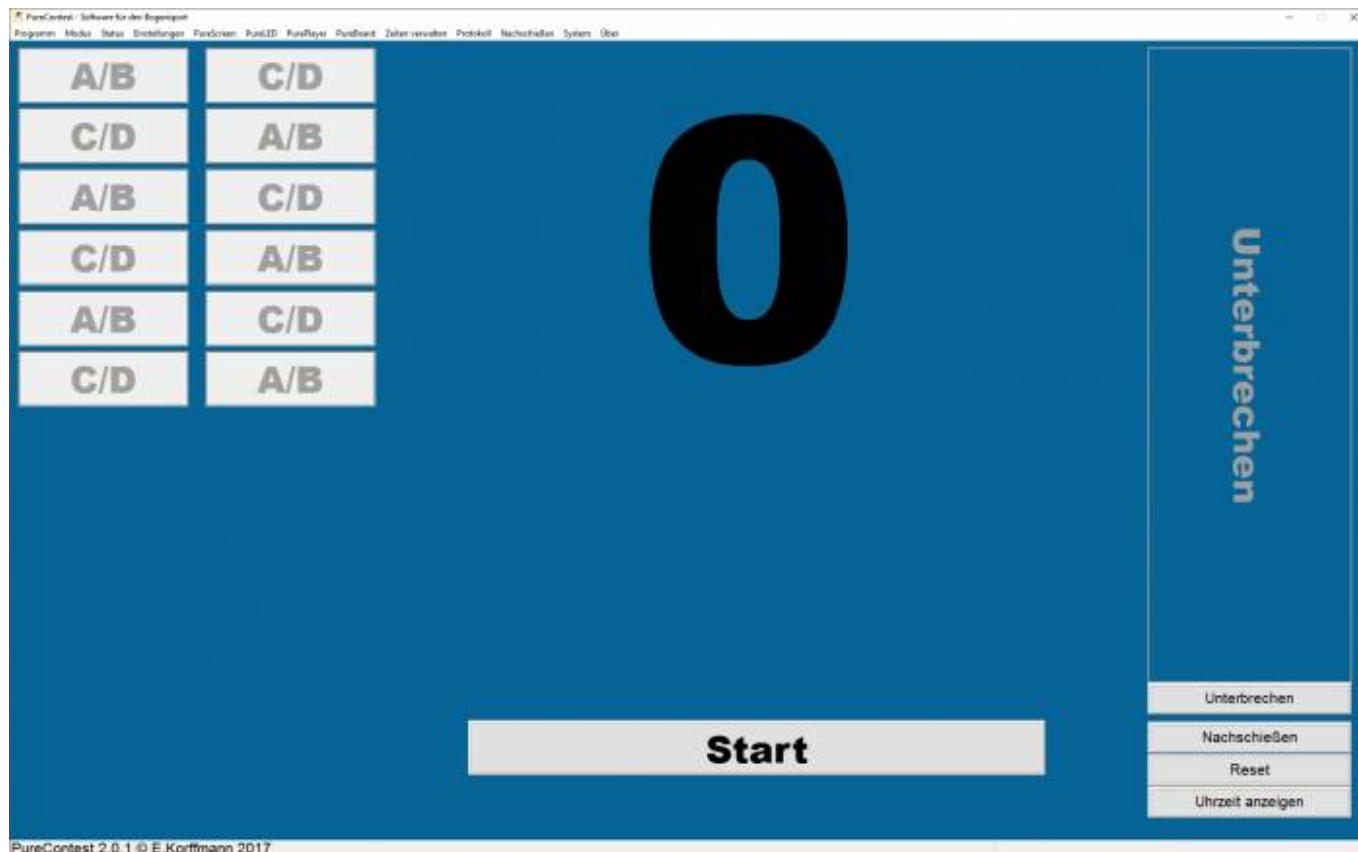 PureContest - Software für den Bogensport
Programm Modus Status Einstellungen PureScreen PureLED PurePlayer PureBoard Zeiten verwalten Protokoll Nachschießen System Über
A/B C/D
C/D A/B
A/B C/D
C/D A/B
A/B C/D
C/D A/B
0
Start
Unterbrechen
Unterbrechen
Nachschießen
Reset
Uhrzeit anzeigen
PureContest 2.0.1 © E.Korffmann 2017